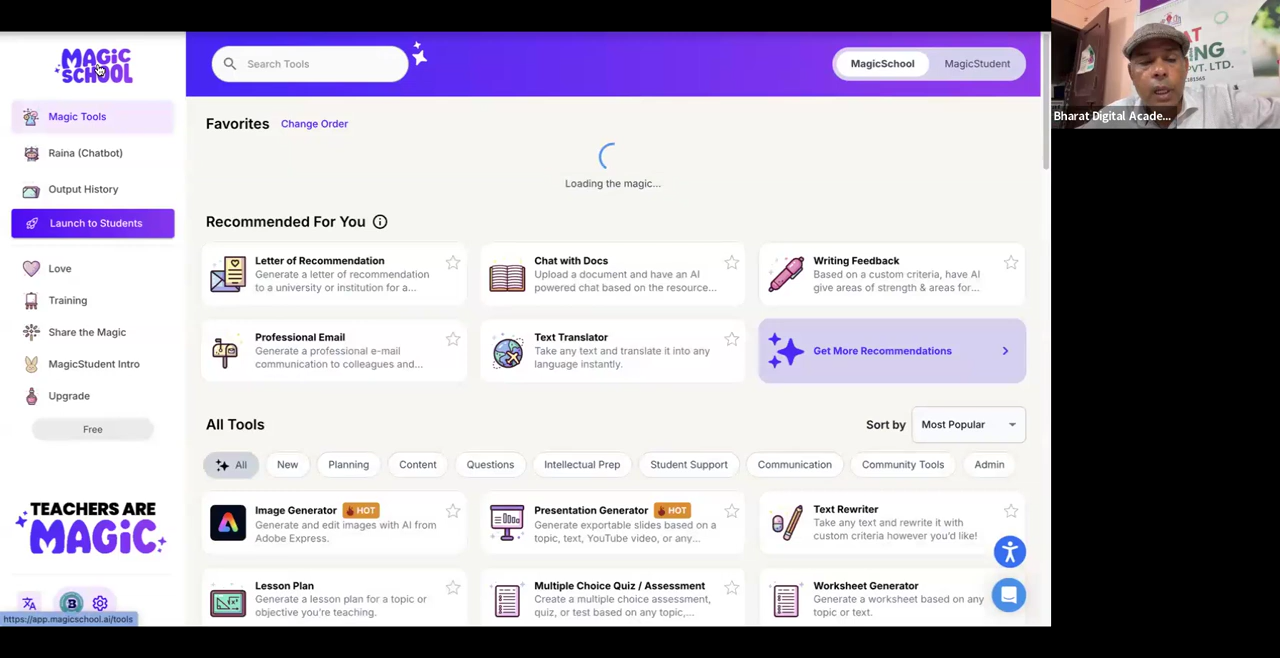 MAGIC
SCHOOL
Magic Tools
Raina (Chatbot)
Output History
Launch to Students
Love
Training
Share the Magic
MagicStudent Intro
Upgrade
Free
TEACHERS ARE
MAGiC
B
https://app.magicschool.ai/tools
Search Tools
MagicSchool
MagicStudent
Favorites
Change Order
Loading the magic...
Recommended For You
Letter of Recommendation
Generate a letter of recommendation
to a university or institution for a...
Chat with Docs
Upload a document and have an AI
powered chat based on the resource...
Writing Feedback
Based on a custom criteria, have AI
give areas of strength & areas for...
Professional Email
Generate a professional e-mail
communication to colleagues and...
Text Translator
Take any text and translate it into any
language instantly.
Get More Recommendations
All Tools
Sort by
Most Popular
All
New
Planning
Content
Questions
Intellectual Prep
Student Support
Communication
Community Tools
Admin
Image Generator HOT
Generate and edit images with AI from
Adobe Express.
Presentation Generator HOT
Generate exportable slides based on a
topic, text, YouTube video, or any...
Text Rewriter
Take any text and rewrite it with
custom criteria however you'd like!
Lesson Plan
Generate a lesson plan for a topic or
objective you're teaching.
Multiple Choice Quiz / Assessment
Create a multiple choice assessment,
quiz, or test based on any topic,...
Worksheet Generator
Generate a worksheet based on any
topic or text.
PVT. LTD.
Bharat Digital Acade...